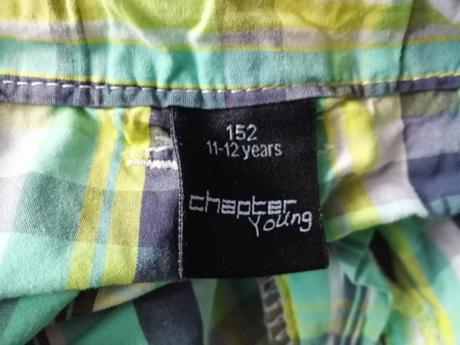 152
11-12 years
chapter
Young